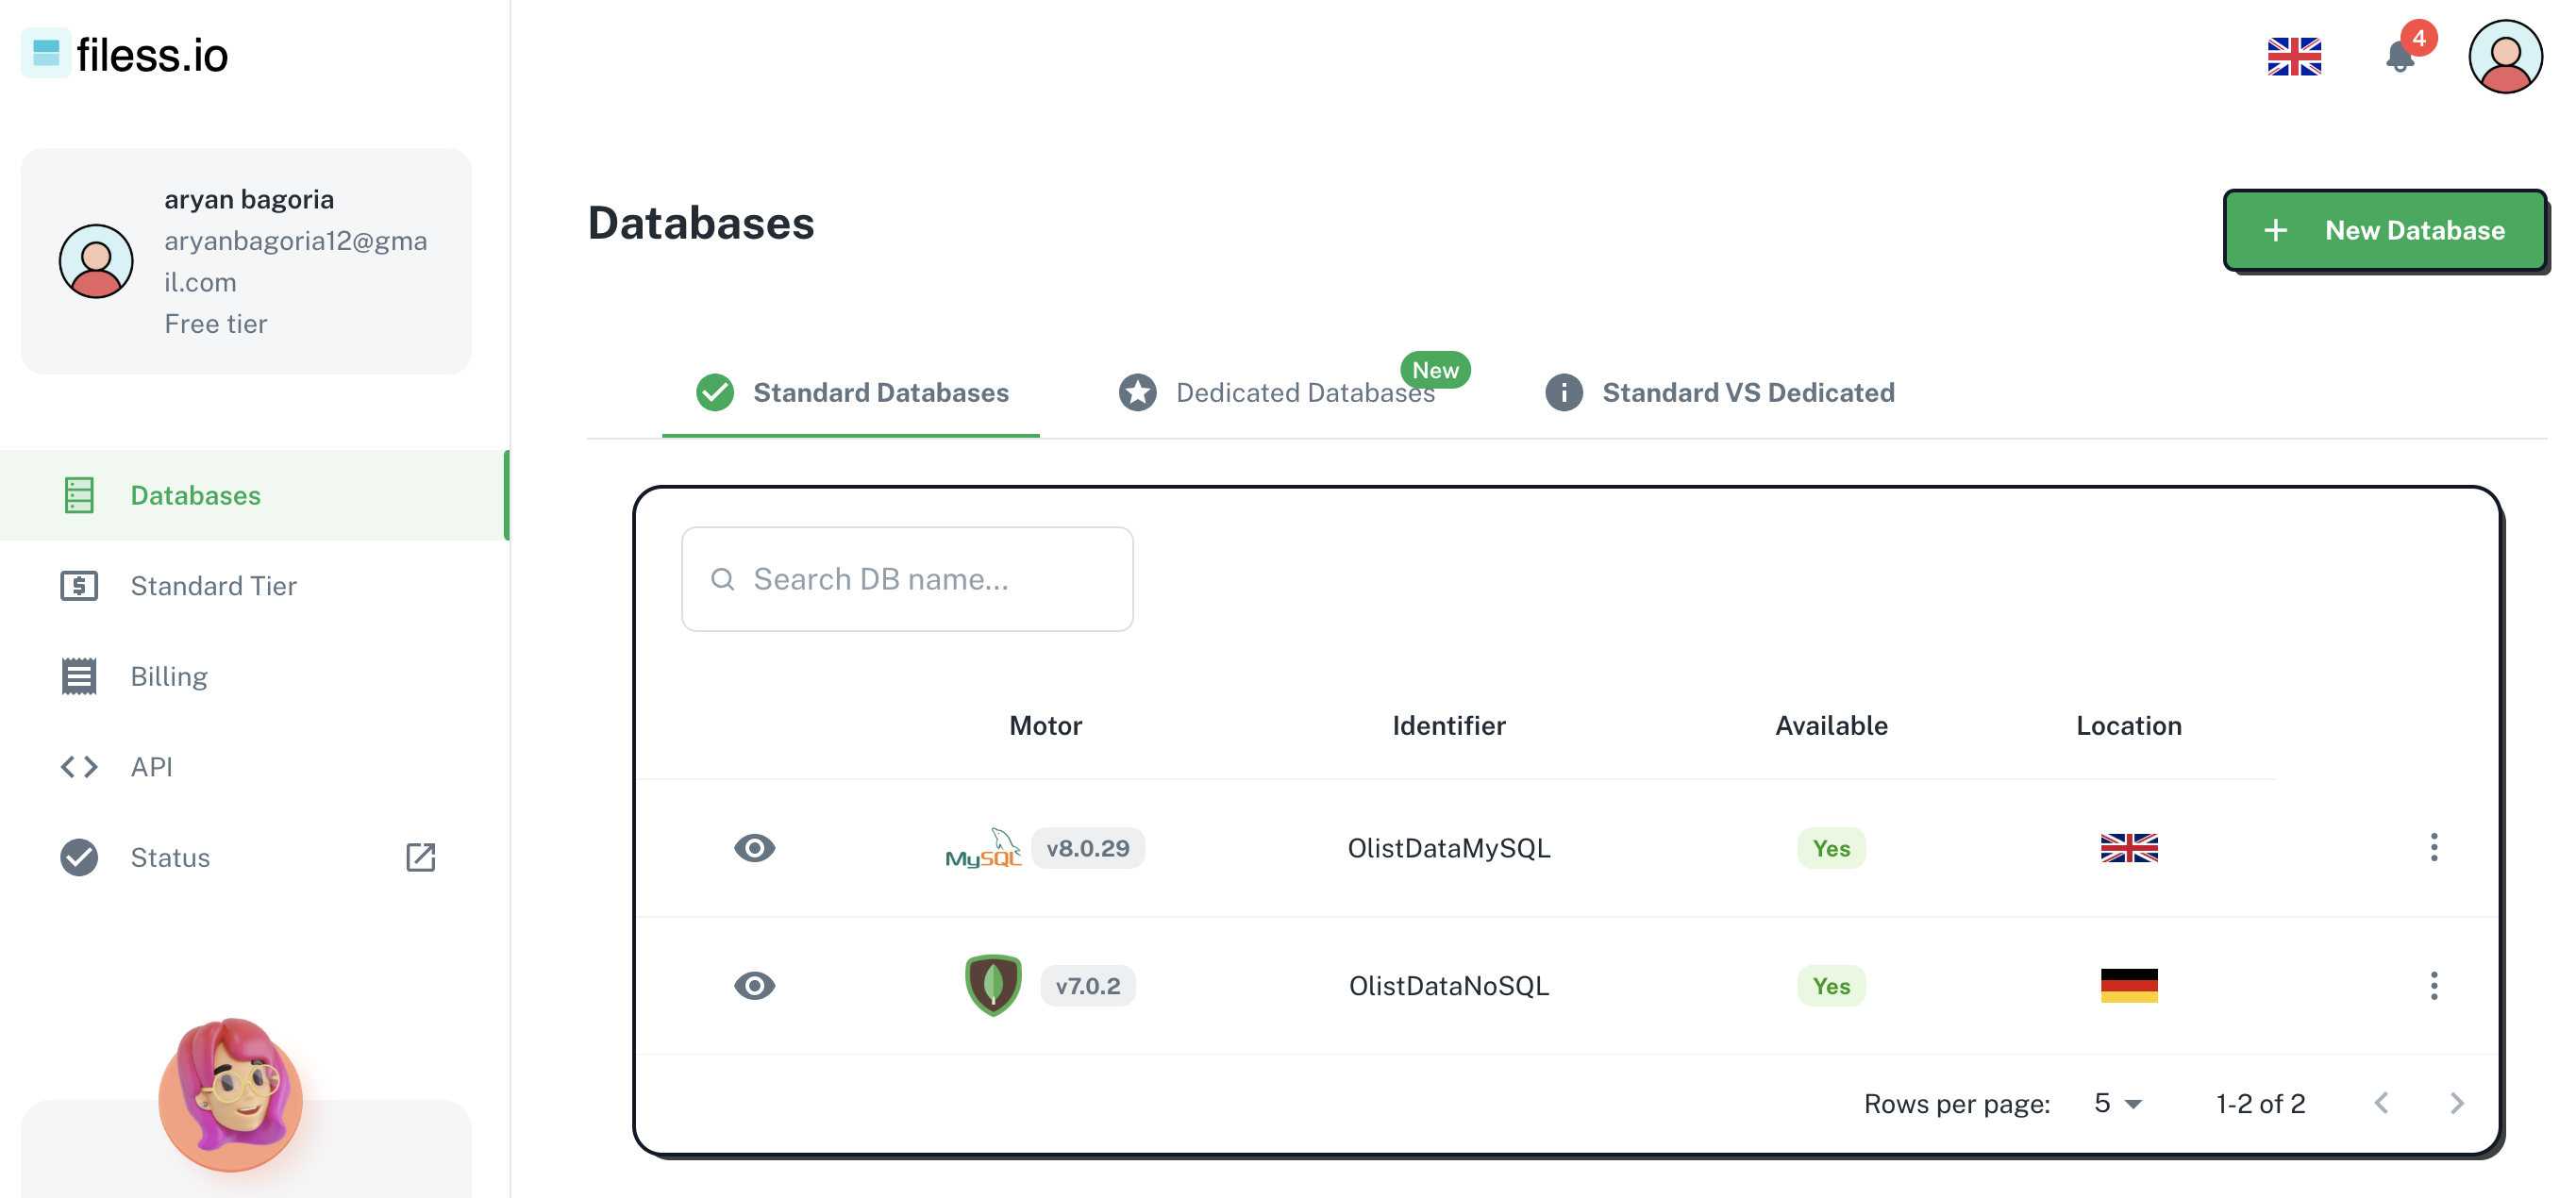 filess.io
4
aryan bagoria
aryanbagoria12@gma
il.com
Free tier
Databases
Standard Tier
Billing
API
Status
Databases
New Database
Standard Databases
Dedicated Databases
New
Standard VS Dedicated
Search DB name...
Motor Identifier Available Location
MySQL v8.0.29 OlistDataMySQL Yes
v7.0.2 OlistDataNoSQL Yes
Rows per page: 5 1-2 of 2